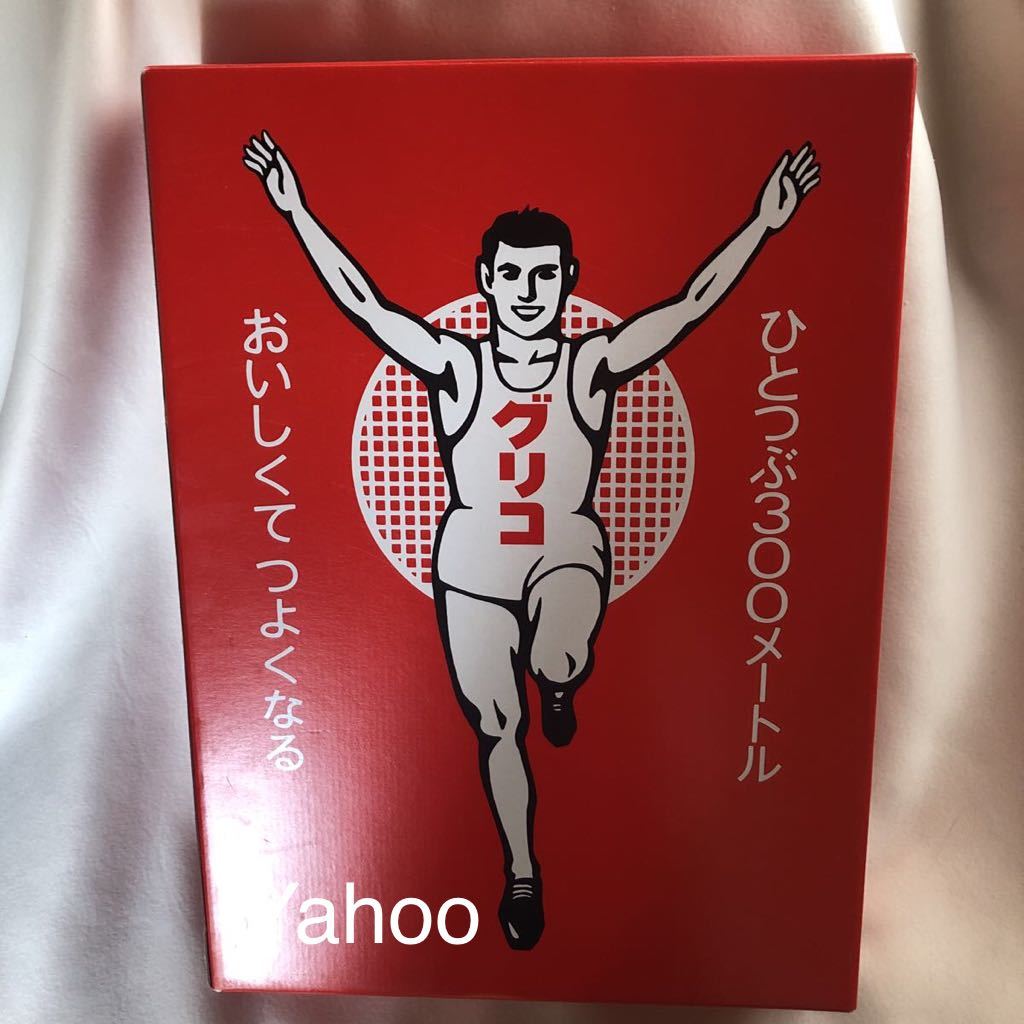 ひとつぶ300メートル
グリコ
おいしくてつよくなる
Yahoo